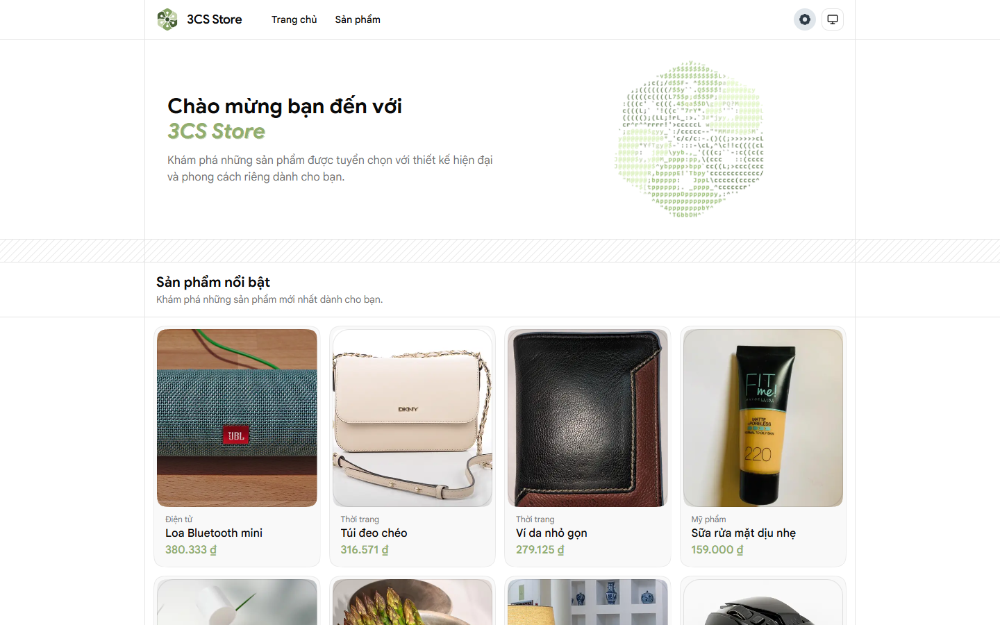 3CS Store
Trang chủ
Sản phẩm
Chào mừng bạn đến với
3CS Store
Khám phá những sản phẩm được tuyển chọn với thiết kế hiện đại
và phong cách riêng dành cho bạn.
Sản phẩm nổi bật
Khám phá những sản phẩm mới nhất dành cho bạn.
JBL
DKNY
FIT
me!
MAYBELLINE
MATTE
+PORELESS
NORMAL TO OILY SKIN
220
Điện tử
Loa Bluetooth mini
380.333 ₫
Thời trang
Túi đeo chéo
316.571 ₫
Thời trang
Ví da nhỏ gọn
279.125 ₫
Mỹ phẩm
Sữa rửa mặt dịu nhẹ
159.000 ₫